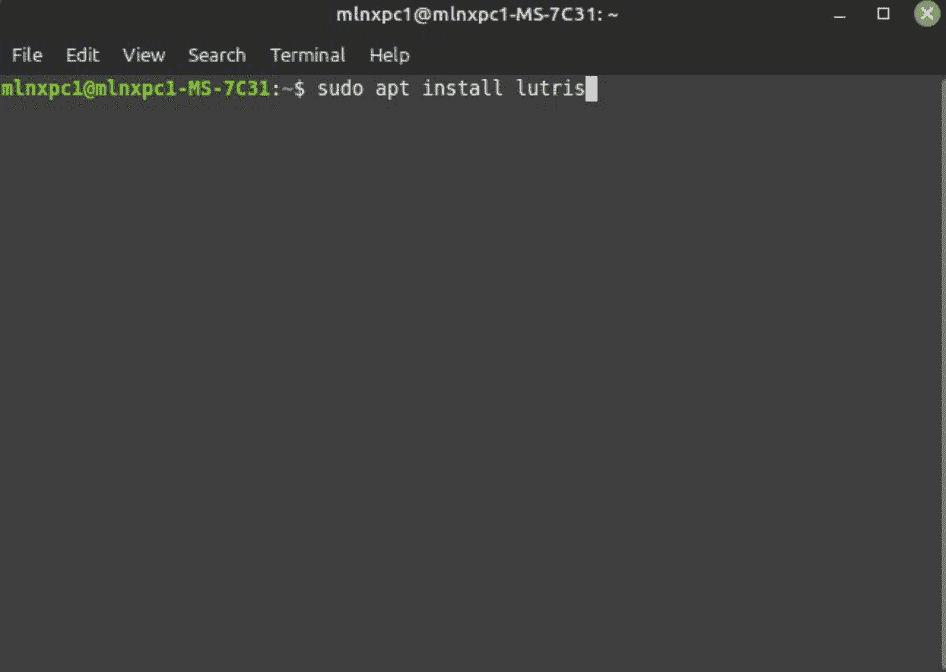 mlnxpc1@mlnxpc1-MS-7C31: ~
File Edit View Search Terminal Help
mlnxpc1@mlnxpc1-MS-7C31:~$ sudo apt install lutris